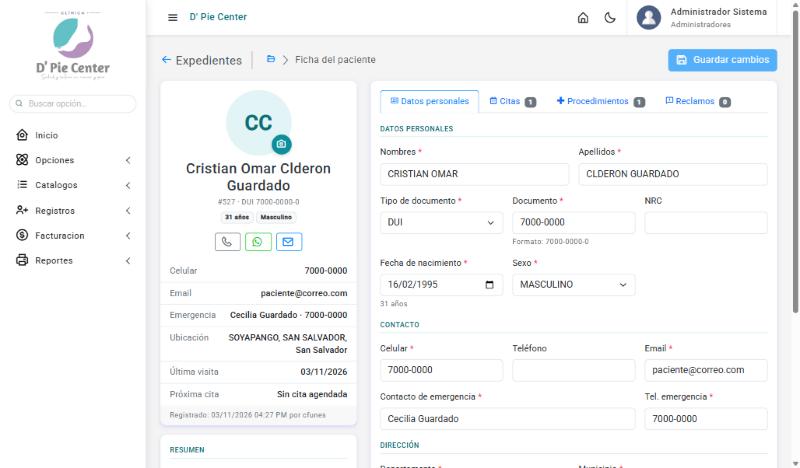 CLINICA
D' Pie Center
Buscar opción...
Inicio
Opciones
Catalogos
Registros
Facturacion
Reportes
D' Pie Center
Administrador Sistema
Administradores
Expedientes
Ficha del paciente
Guardar cambios
CC
Cristian Omar Clderon
Guardado
#527 · DUI 7000-0000-0
31 años Masculino
Celular 7000-0000
Email paciente@correo.com
Emergencia Cecilia Guardado · 7000-0000
Ubicación SOYAPANGO, SAN SALVADOR,
San Salvador
Última visita 03/11/2026
Próxima cita Sin cita agendada
Registrado: 03/11/2026 04:27 PM por cfunes
RESUMEN
Datos personales Citas 1 Procedimientos 1 Reclamos 0
DATOS PERSONALES
Nombres * Apellidos *
CRISTIAN OMAR CLDERON GUARDADO
Tipo de documento * Documento * NRC
DUI 7000-0000
Formato: 7000-0000-0
Fecha de nacimiento * Sexo *
16/02/1995 MASCULINO
31 años
CONTACTO
Celular * Teléfono Email *
7000-0000 paciente@correo.com
Contacto de emergencia * Tel. emergencia *
Cecilia Guardado 7000-0000
DIRECCIÓN
Departamento * Municipio *